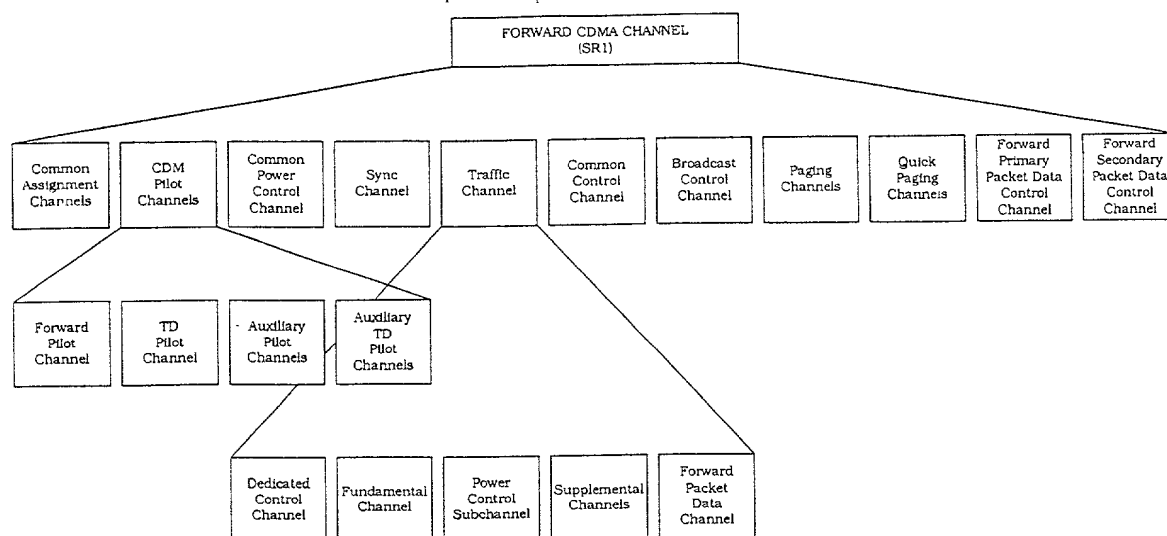 FORWARD CDMA CHANNEL
(SR1)
Common
Assignment
Channels
CDM
Pilot
Channels
Common
Power
Control
Channel
Sync
Channel
Traffic
Channel
Common
Control
Channel
Broadcast
Control
Channel
Paging
Channels
Quick
Paging
Channels
Forward
Primary
Packet Data
Control
Channel
Forward
Secondary
Packet Data
Control
Channel
Forward
Pilot
Channel
TD
Pilot
Channel
Auxiliary
Pilot
Channels
Auxiliary
TD
Pilot
Channels
Dedicated
Control
Channel
Fundamental
Channel
Power
Control
Subchannel
Supplemental
Channels
Forward
Packet
Data
Channel